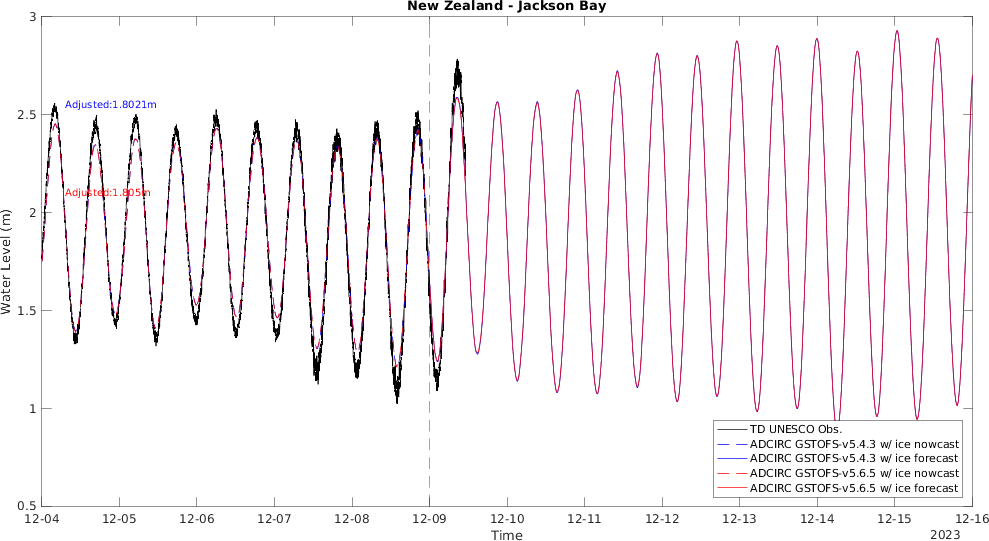 New Zealand - Jackson Bay
3
2.5
2
1.5
1
0.5
Water Level (m)
Adjusted:1.8021m
Adjusted:1.805m
TD UNESCO Obs.
ADCIRC GSTOFS-v5.4.3 w/ ice nowcast
ADCIRC GSTOFS-v5.4.3 w/ ice forecast
ADCIRC GSTOFS-v5.6.5 w/ ice nowcast
ADCIRC GSTOFS-v5.6.5 w/ ice forecast
12-04 12-05 12-06 12-07 12-08 12-09 12-10 12-11 12-12 12-13 12-14 12-15 12-16
Time
2023